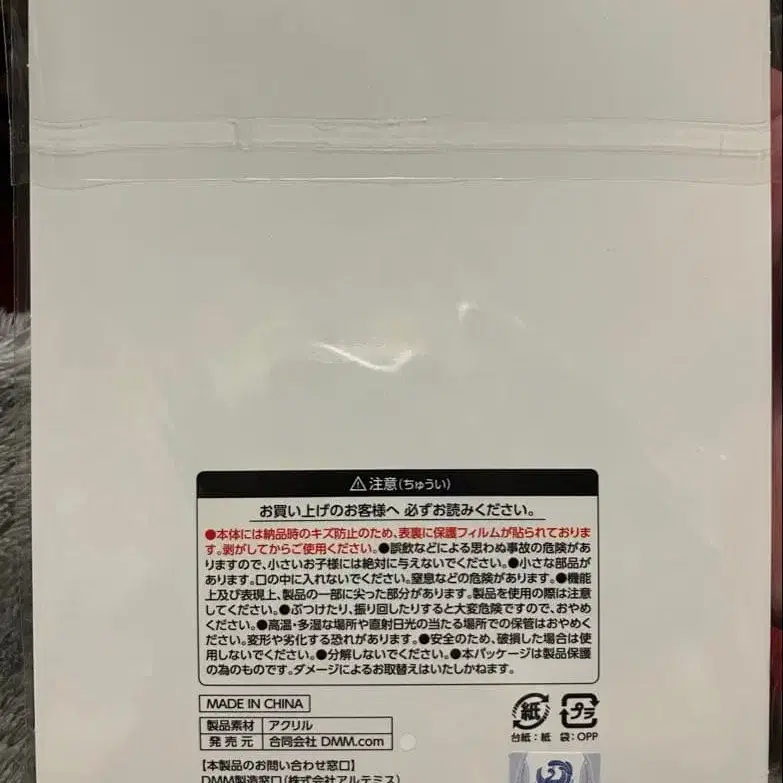 ⚠注意(ちゅうい)
お買い上げのお客様へ 必ずお読みください。
●本体には納品時のキズ防止のため、表裏に保護フィルムが貼られておりま
す。剥がしてからご使用ください。●誤飲などによる思わぬ事故の危険があ
りますので、小さいお子様には絶対に与えないでください。●小さな部品が
あります。口の中に入れないでください。窒息などの危険があります。●機能
上及び表現上、製品の一部に尖った部分があります。製品を使用の際は注意
してください。●ぶつけたり、振り回したりすると大変危険ですので、おやめ
ください。●高温・多湿な場所や直射日光の当たる場所での保管はおやめく
ださい。変形や劣化する恐れがあります。●安全のため、破損した場合は使
用しないでください。●分解しないでください。●本パッケージは製品保護
の為のものです。ダメージによるお取替えはいたしかねます。
MADE IN CHINA
製品素材 アクリル
発売元 合同会社 DMM.com
紙 プラ
台紙:紙 袋:OPP
【本製品のお問い合わせ窓口】
DMM製造窓口(株式会社アルテミス)